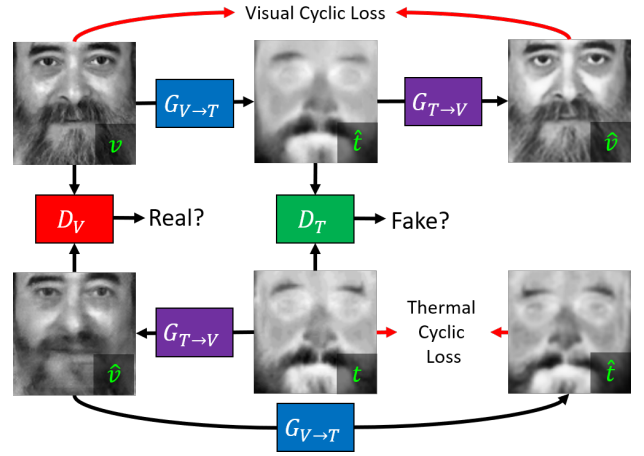 Visual Cyclic Loss
v
G_{V→T}
t̂
G_{T→V}
v̂
D_V
Real?
D_T
Fake?
v̂
G_{T→V}
t
Thermal
Cyclic
Loss
t̂
G_{V→T}